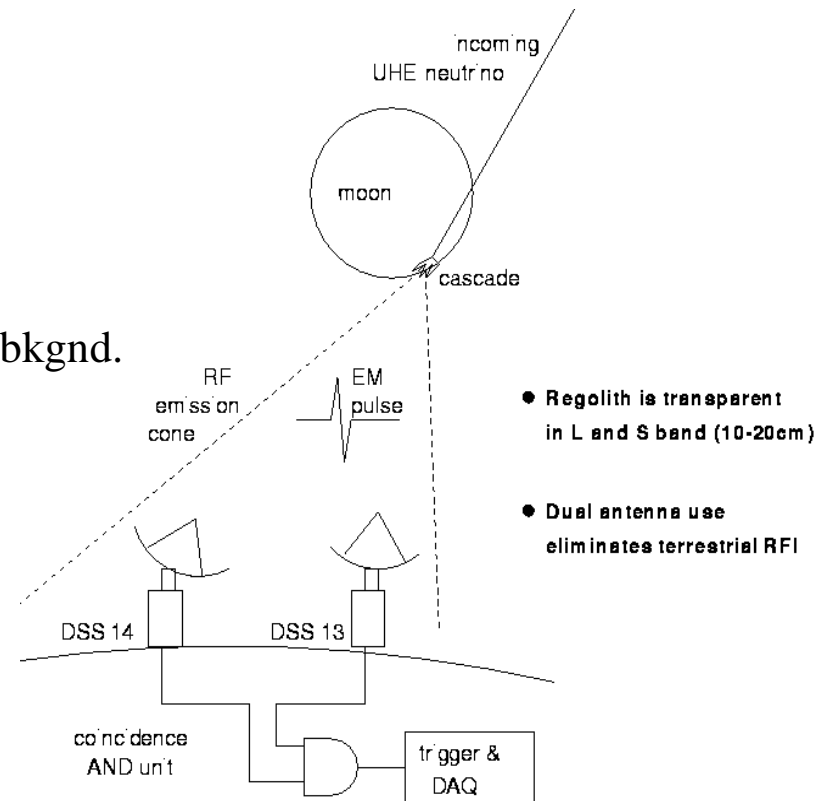 incoming
UHE neutrino
moon
cascade
bkgnd.
RF
emission
cone
EM
pulse
● Regolith is transparent
in L and S band (10-20cm)
● Dual antenna use
eliminates terrestrial RFI
DSS 14
DSS 13
coincidence
AND unit
trigger &
DAQ